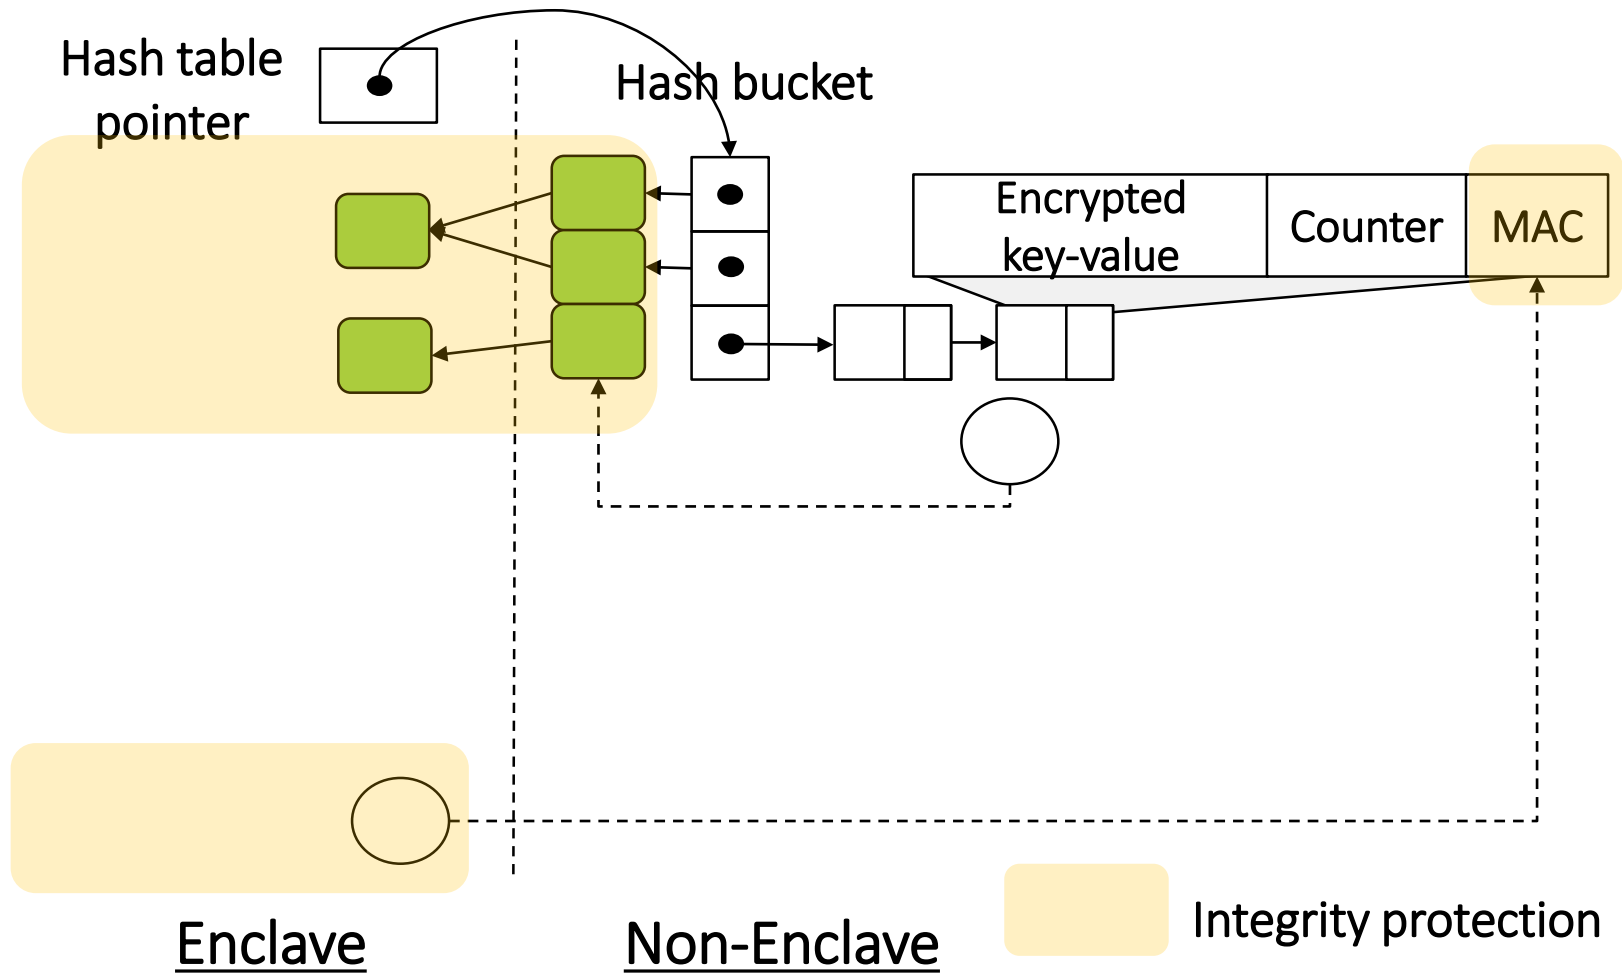 Hash table
pointer
Hash bucket
Encrypted
key-value
Counter
MAC
Enclave
Non-Enclave
Integrity protection